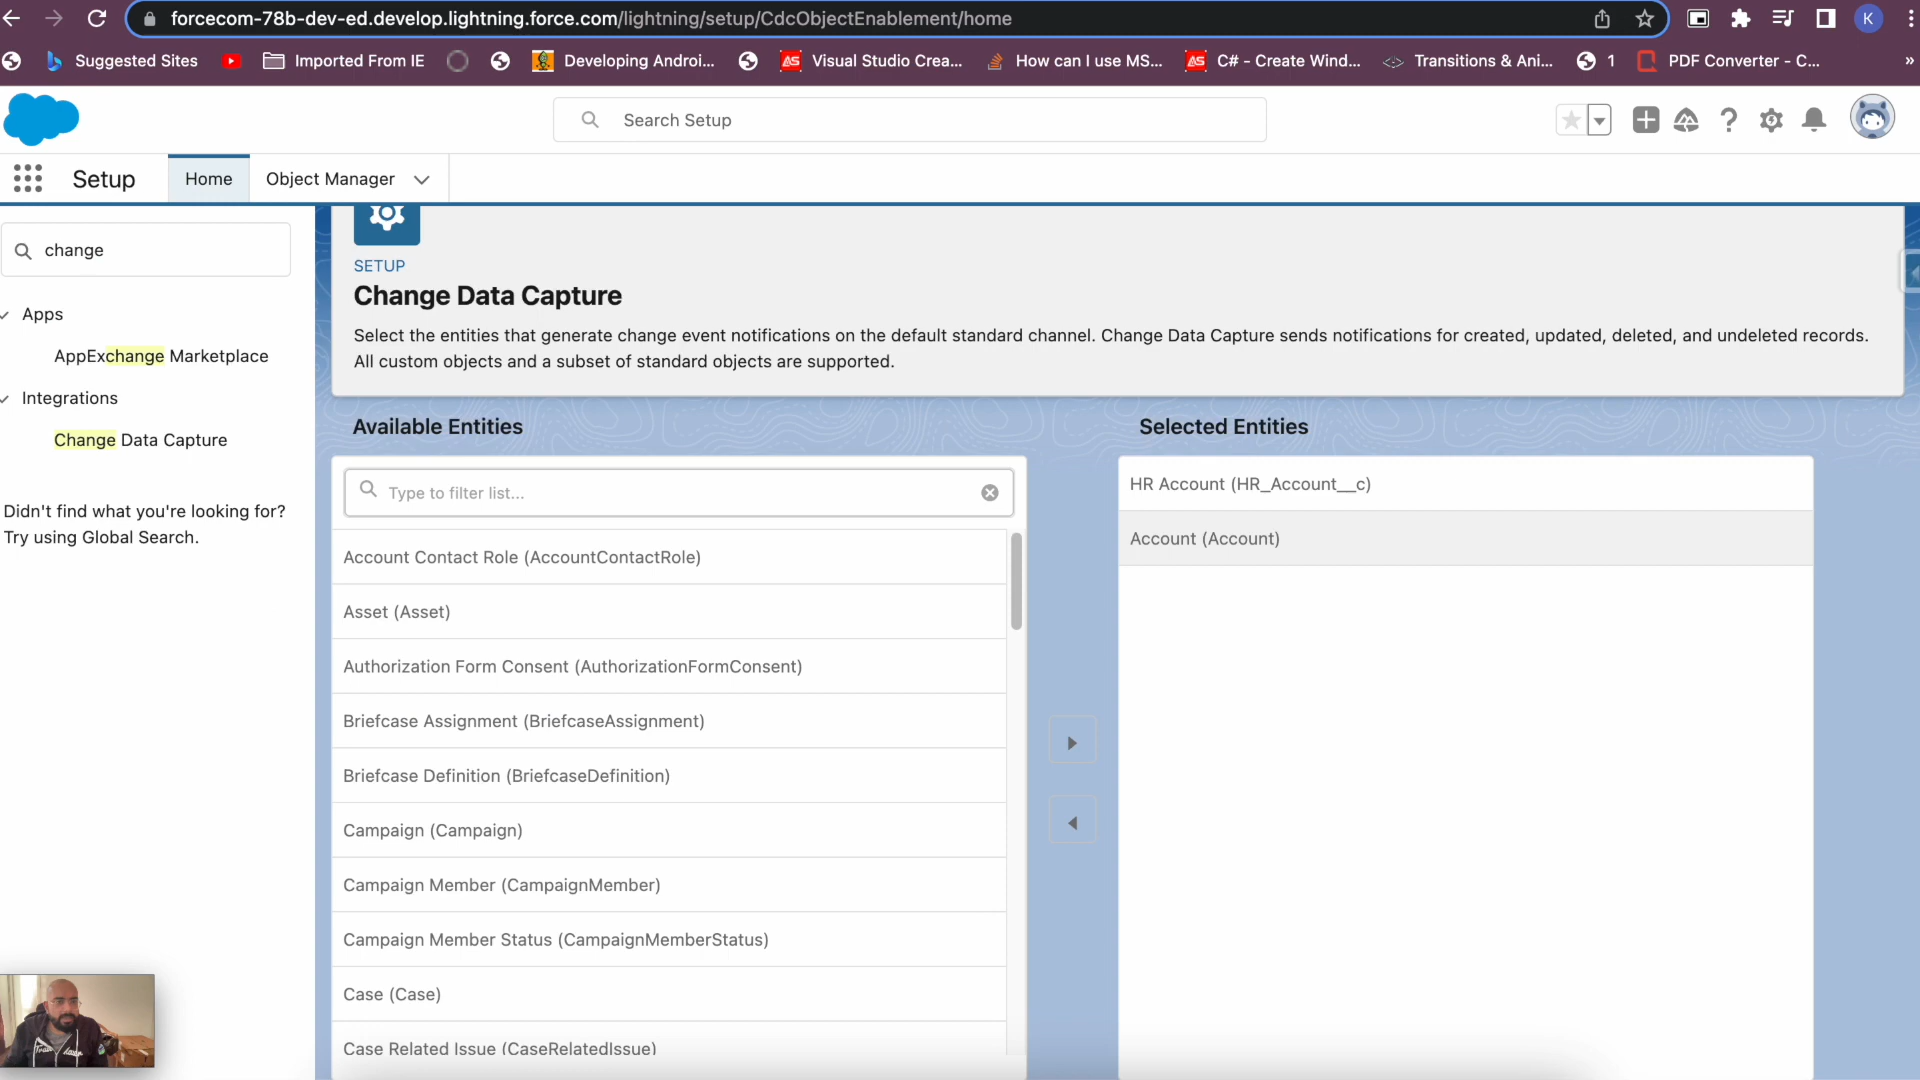 forcecom-78b-dev-ed.develop.lightning.force.com/lightning/setup/CdcObjectEnablement/home
K
Suggested Sites
Imported From IE
Developing Androi...
Visual Studio Crea...
How can I use MS...
C# - Create Wind...
Transitions & Ani...
1
PDF Converter - C...
»
Search Setup
Setup
Home
Object Manager
change
Apps
AppExchange Marketplace
Integrations
Change Data Capture
Didn't find what you're looking for?
Try using Global Search.
SETUP
Change Data Capture
Select the entities that generate change event notifications on the default standard channel. Change Data Capture sends notifications for created, updated, deleted, and undeleted records.
All custom objects and a subset of standard objects are supported.
Available Entities
Type to filter list...
Account Contact Role (AccountContactRole)
Asset (Asset)
Authorization Form Consent (AuthorizationFormConsent)
Briefcase Assignment (BriefcaseAssignment)
Briefcase Definition (BriefcaseDefinition)
Campaign (Campaign)
Campaign Member (CampaignMember)
Campaign Member Status (CampaignMemberStatus)
Case (Case)
Case Related Issue (CaseRelatedIssue)
Selected Entities
HR Account (HR_Account__c)
Account (Account)